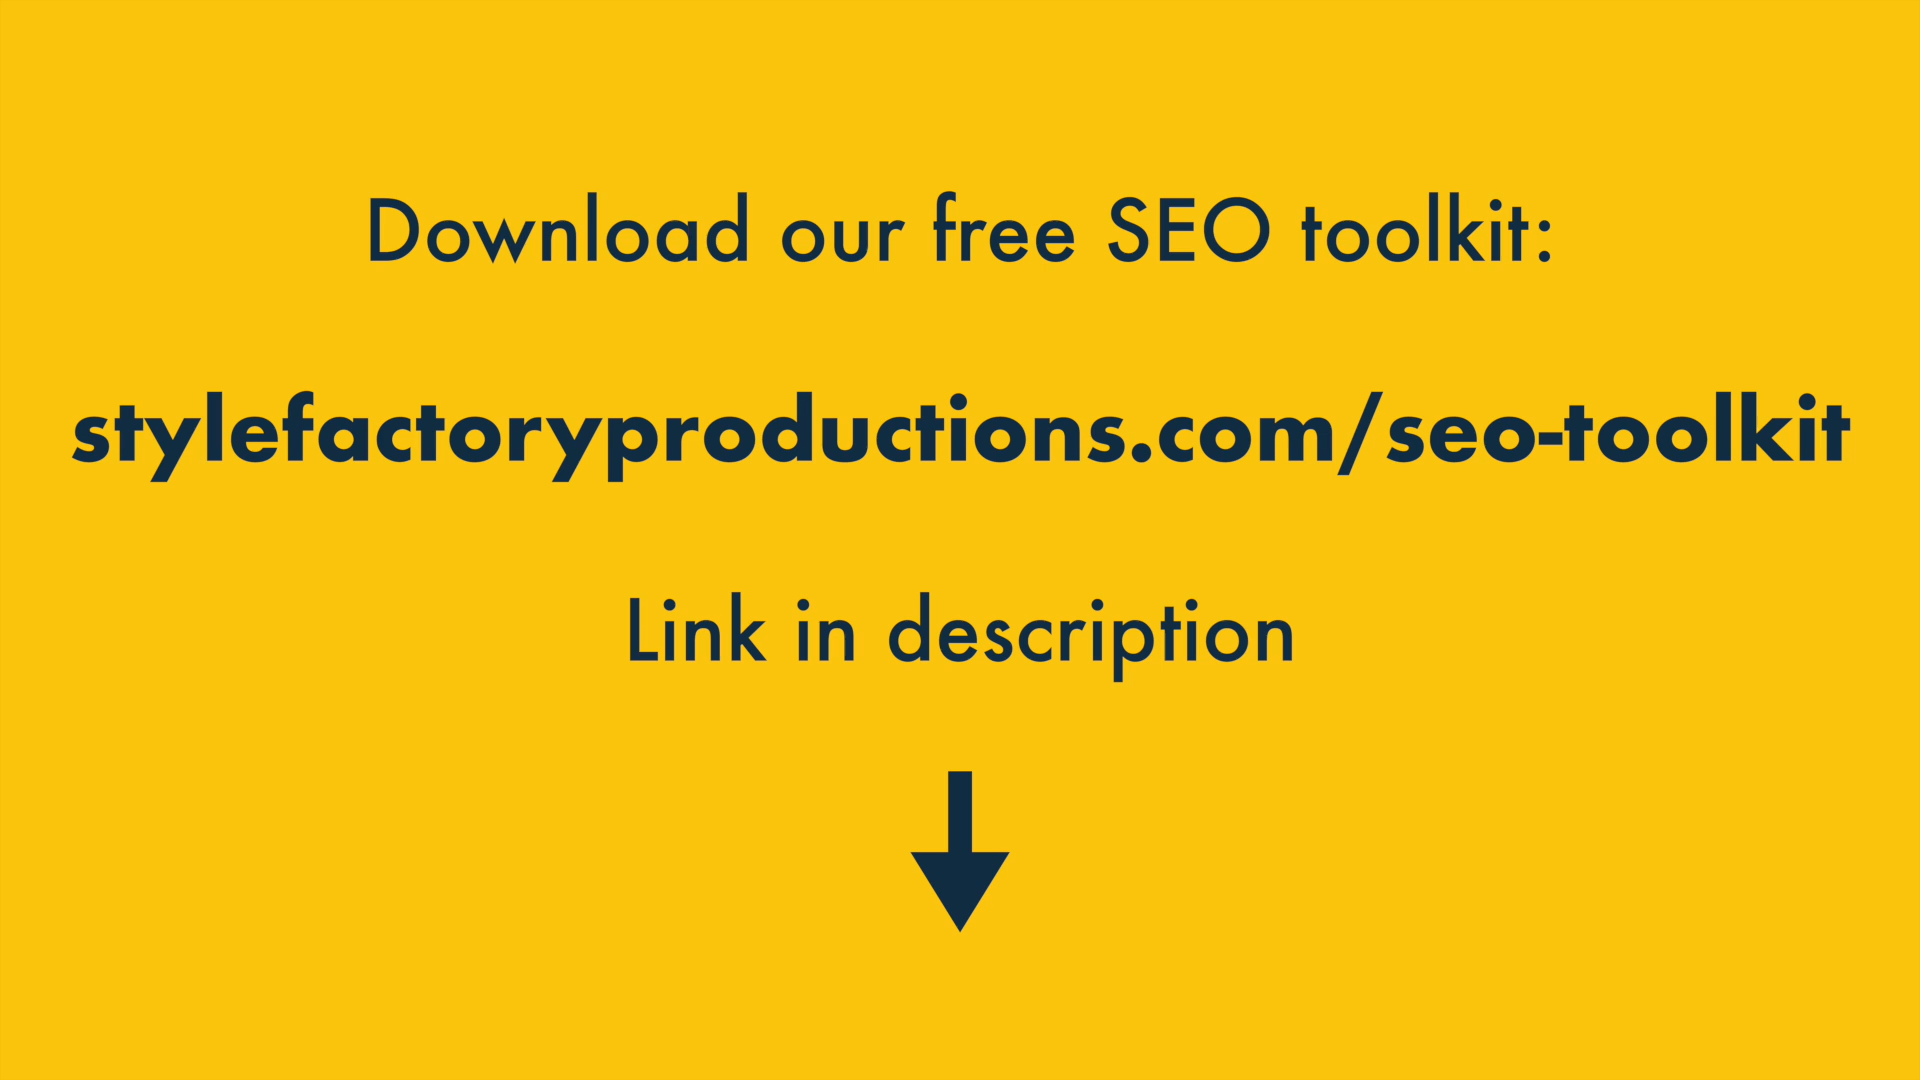 Download our free SEO toolkit:
stylefactoryproductions.com/seo-toolkit
Link in description